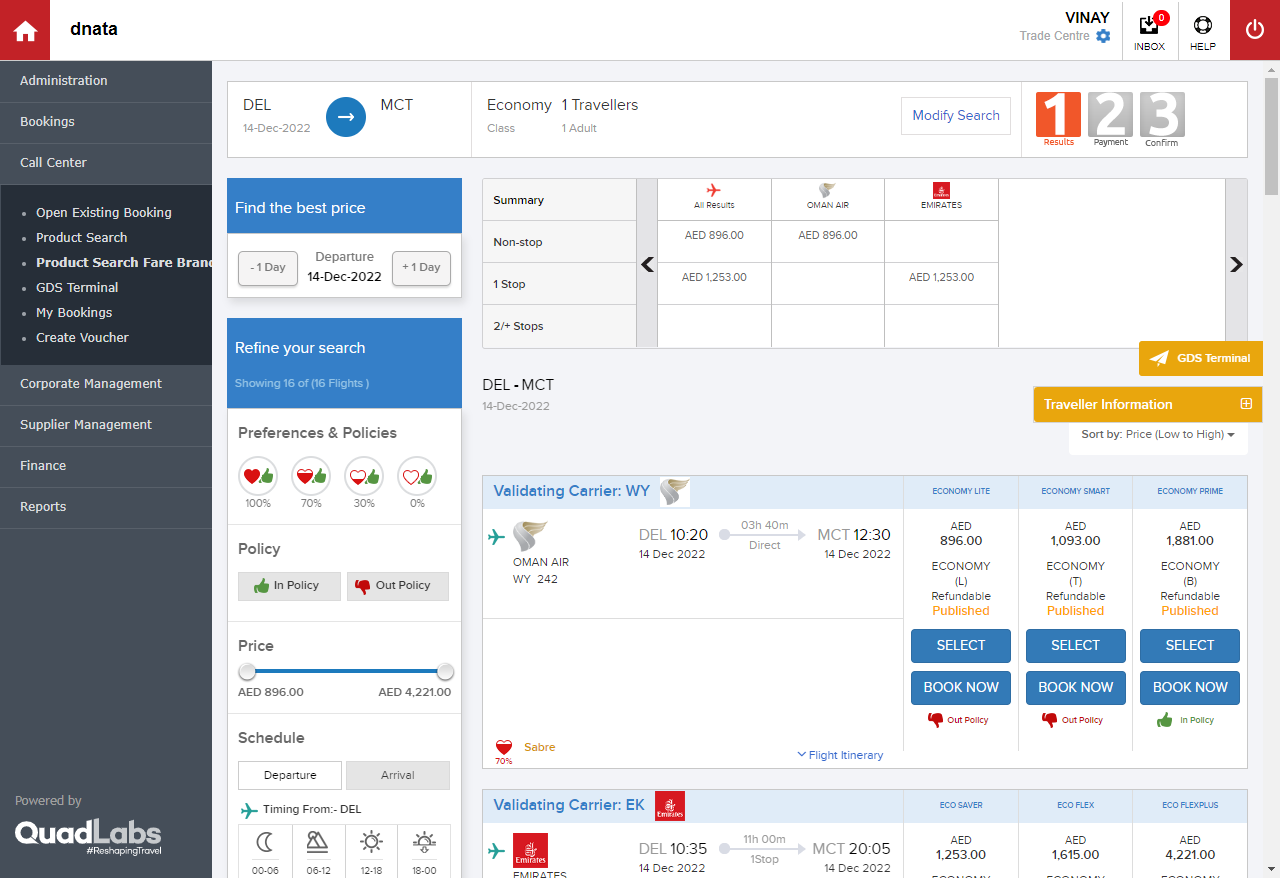 dnata
VINAY
Trade Centre
0
INBOX
HELP
Administration
Bookings
Call Center
Open Existing Booking
Product Search
Product Search Fare Bran
GDS Terminal
My Bookings
Create Voucher
Corporate Management
Supplier Management
Finance
Reports
Powered by
QuadLabs
#ReshapingTravel
DEL
14-Dec-2022
MCT
Economy
Class
1 Travellers
1 Adult
Modify Search
1 2 3
Results Payment Confirm
Find the best price
- 1 Day
Departure
14-Dec-2022
+ 1 Day
Refine your search
Showing 16 of (16 Flights )
Preferences & Policies
100% 70% 30% 0%
Policy
In Policy Out Policy
Price
AED 896.00 AED 4,221.00
Schedule
Departure Arrival
Timing From:- DEL
00-06 06-12 12-18 18-00
Summary All Results OMAN AIR EMIRATES
Non-stop AED 896.00 AED 896.00
1 Stop AED 1,253.00 AED 1,253.00
2/+ Stops
GDS Terminal
DEL - MCT
14-Dec-2022
Traveller Information
Sort by: Price (Low to High)
Validating Carrier: WY ECONOMY LITE ECONOMY SMART ECONOMY PRIME
OMAN AIR
WY 242
DEL 10:20
14 Dec 2022
03h 40m
Direct
MCT 12:30
14 Dec 2022
AED AED AED
896.00 1,093.00 1,881.00
ECONOMY ECONOMY ECONOMY
(L) (T) (B)
Refundable Refundable Refundable
Published Published Published
SELECT SELECT SELECT
BOOK NOW BOOK NOW BOOK NOW
Out Policy Out Policy In Policy
70%
Sabre
Flight Itinerary
Validating Carrier: EK Emirates ECO SAVER ECO FLEX ECO FLEXPLUS
Emirates
EMIRATES
DEL 10:35
14 Dec 2022
11h 00m
1Stop
MCT 20:05
14 Dec 2022
AED AED AED
1,253.00 1,615.00 4,221.00
ECONOMY ECONOMY ECONOMY